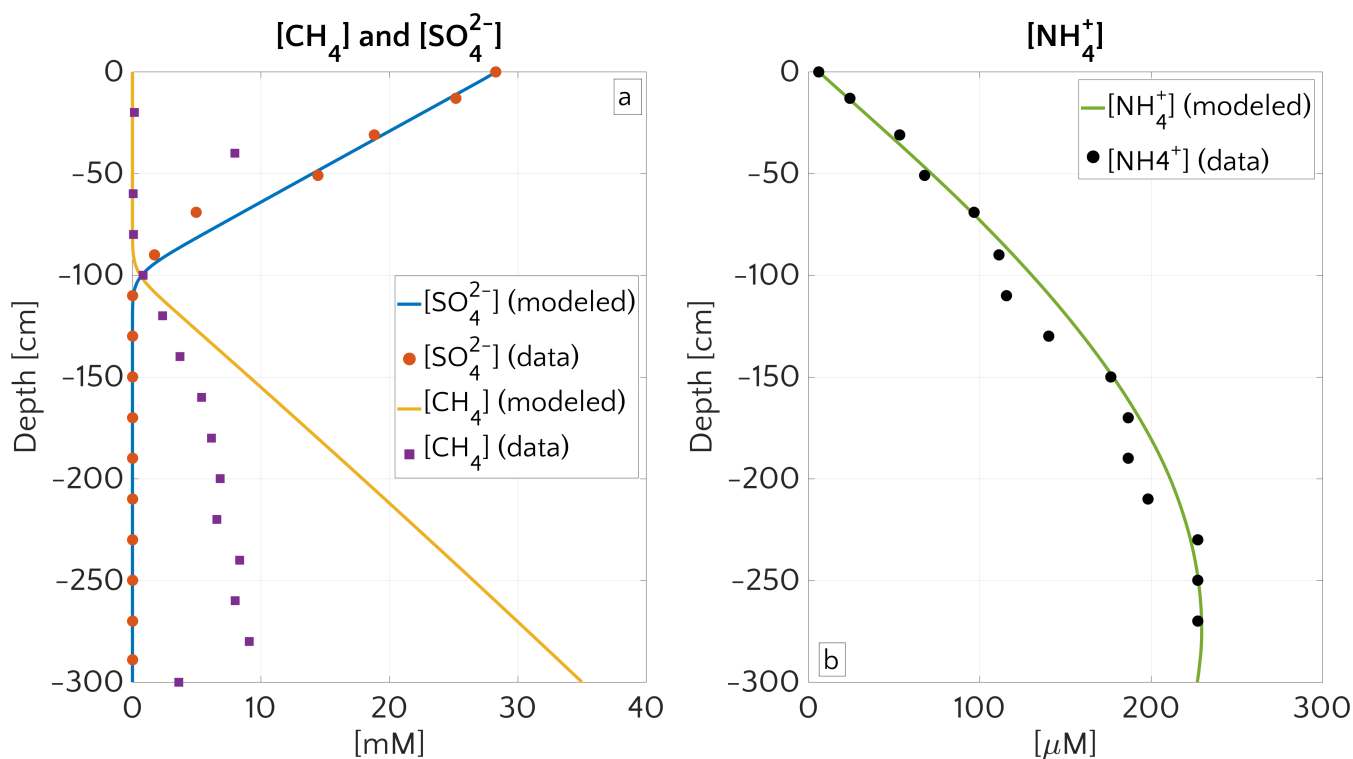 [CH₄] and [SO₄²⁻]
0
−50
−100
−150
−200
−250
−300
Depth [cm]
a
[SO₄²⁻] (modeled)
[SO₄²⁻] (data)
[CH₄] (modeled)
[CH₄] (data)
0 10 20 30 40
[mM]
[NH₄⁺]
0
−50
−100
−150
−200
−250
−300
Depth [cm]
[NH₄⁺] (modeled)
[NH4⁺] (data)
b
0 100 200 300
[μM]